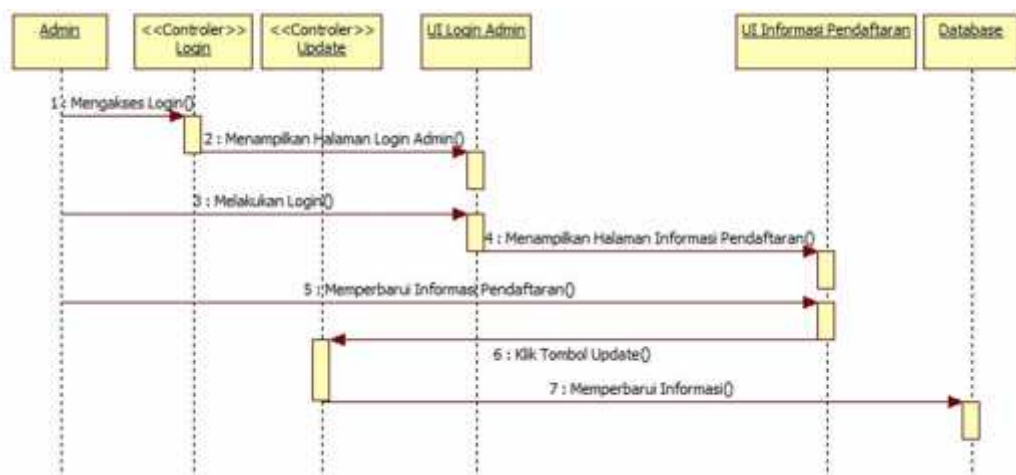 Admin
<<Controler>>
Login
<<Controler>>
Update
UI Login Admin
UI Informasi Pendaftaran
Database
1 : Mengakses Login()
2 : Menampilkan Halaman Login Admin()
3 : Melakukan Login()
4 : Menampilkan Halaman Informasi Pendaftaran()
5 : Memperbarui Informasi Pendaftaran()
6 : Klik Tombol Update()
7 : Memperbarui Informasi()